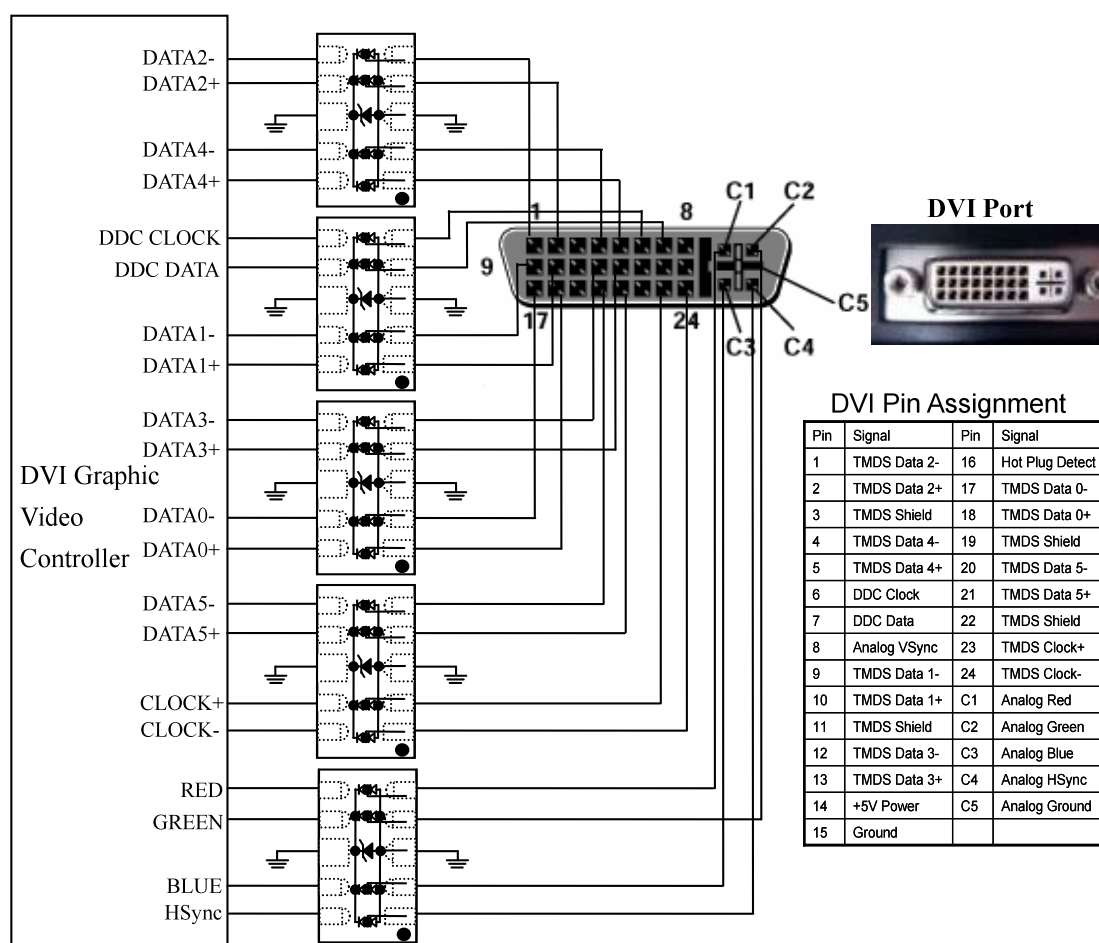 DATA2-
DATA2+
DATA4-
DATA4+
DDC CLOCK
DDC DATA
DATA1-
DATA1+
DATA3-
DATA3+
DVI Graphic
Video
Controller
DATA0-
DATA0+
DATA5-
DATA5+
CLOCK+
CLOCK-
RED
GREEN
BLUE
HSync
1
8
9
17
24
C1
C2
C5
C3
C4
DVI Port
DVI Pin Assignment
Pin Signal Pin Signal
1 TMDS Data 2- 16 Hot Plug Detect
2 TMDS Data 2+ 17 TMDS Data 0-
3 TMDS Shield 18 TMDS Data 0+
4 TMDS Data 4- 19 TMDS Shield
5 TMDS Data 4+ 20 TMDS Data 5-
6 DDC Clock 21 TMDS Data 5+
7 DDC Data 22 TMDS Shield
8 Analog VSync 23 TMDS Clock+
9 TMDS Data 1- 24 TMDS Clock-
10 TMDS Data 1+ C1 Analog Red
11 TMDS Shield C2 Analog Green
12 TMDS Data 3- C3 Analog Blue
13 TMDS Data 3+ C4 Analog HSync
14 +5V Power C5 Analog Ground
15 Ground